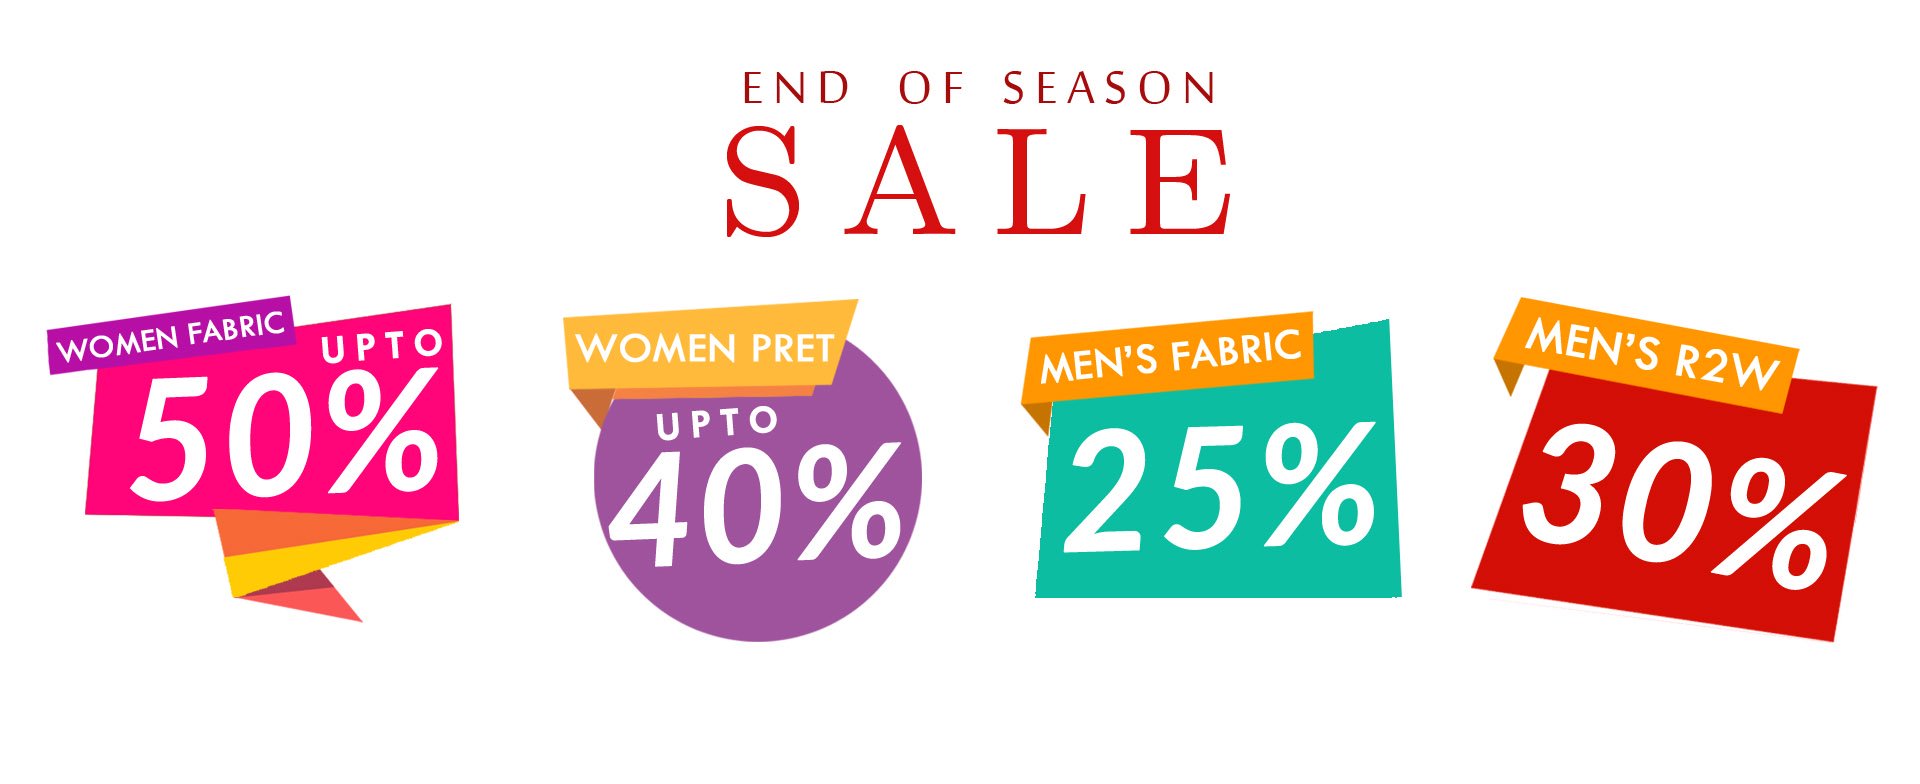 END OF SEASON
SALE
WOMEN FABRIC
UPTO
50%
WOMEN PRET
UPTO
40%
MEN'S FABRIC
25%
MEN'S R2W
30%